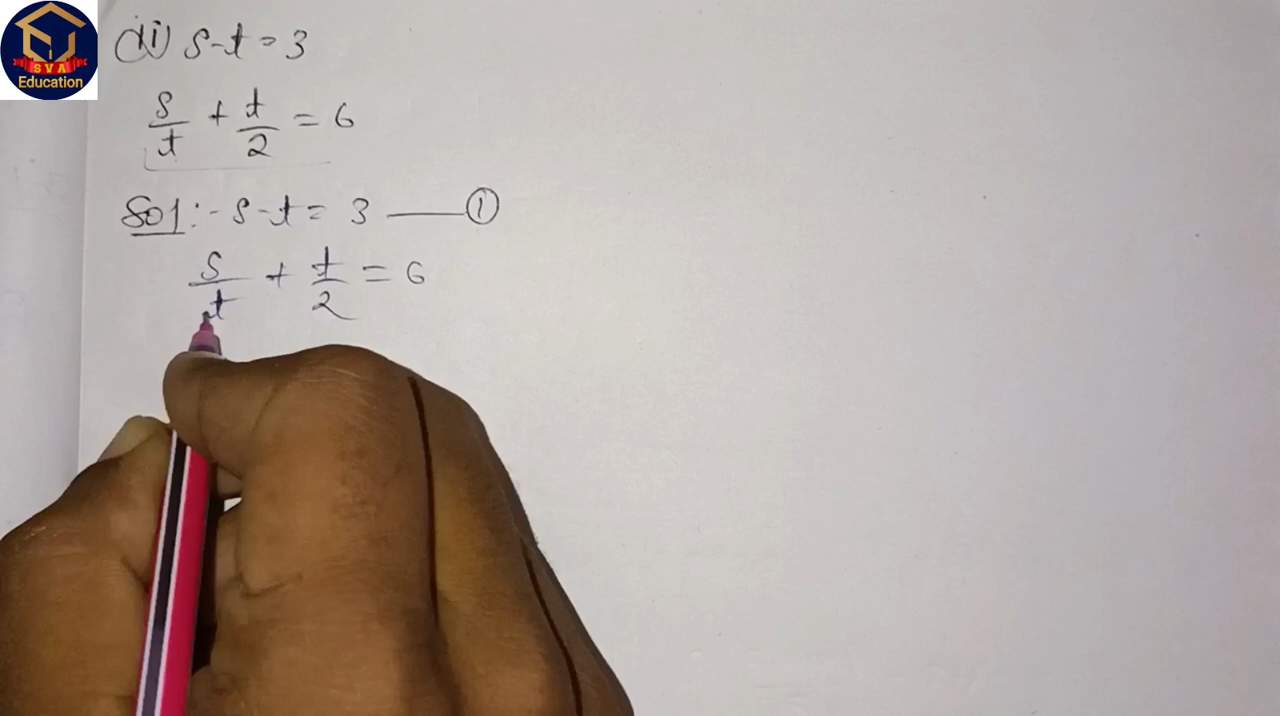 SVA
Education
(ii) s-t=3
s/t + t/2 = 6
Sol:- s-t= 3 —— ①
s/t + t/2 = 6